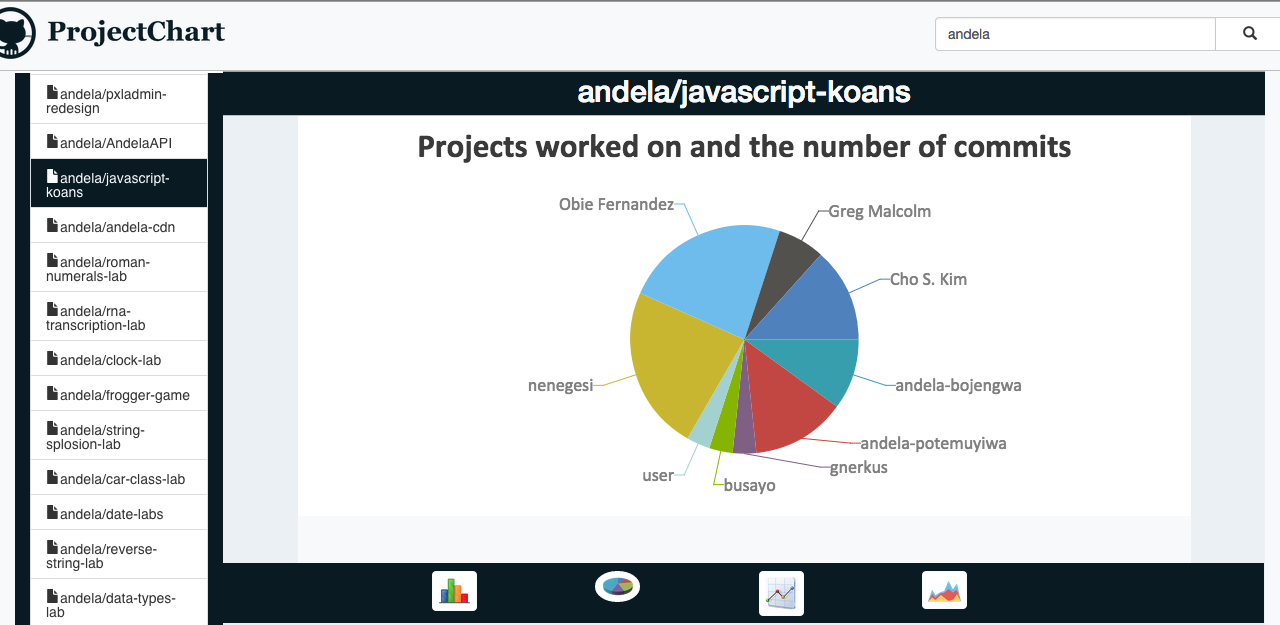 ProjectChart
andela
andela/pxladmin-
redesign
andela/AndelaAPI
andela/javascript-
koans
andela/andela-cdn
andela/roman-
numerals-lab
andela/rna-
transcription-lab
andela/clock-lab
andela/frogger-game
andela/string-
splosion-lab
andela/car-class-lab
andela/date-labs
andela/reverse-
string-lab
andela/data-types-
lab
andela/javascript-koans
Projects worked on and the number of commits
Obie Fernandez
Greg Malcolm
Cho S. Kim
nenegesi
andela-bojengwa
andela-potemuyiwa
gnerkus
user
busayo